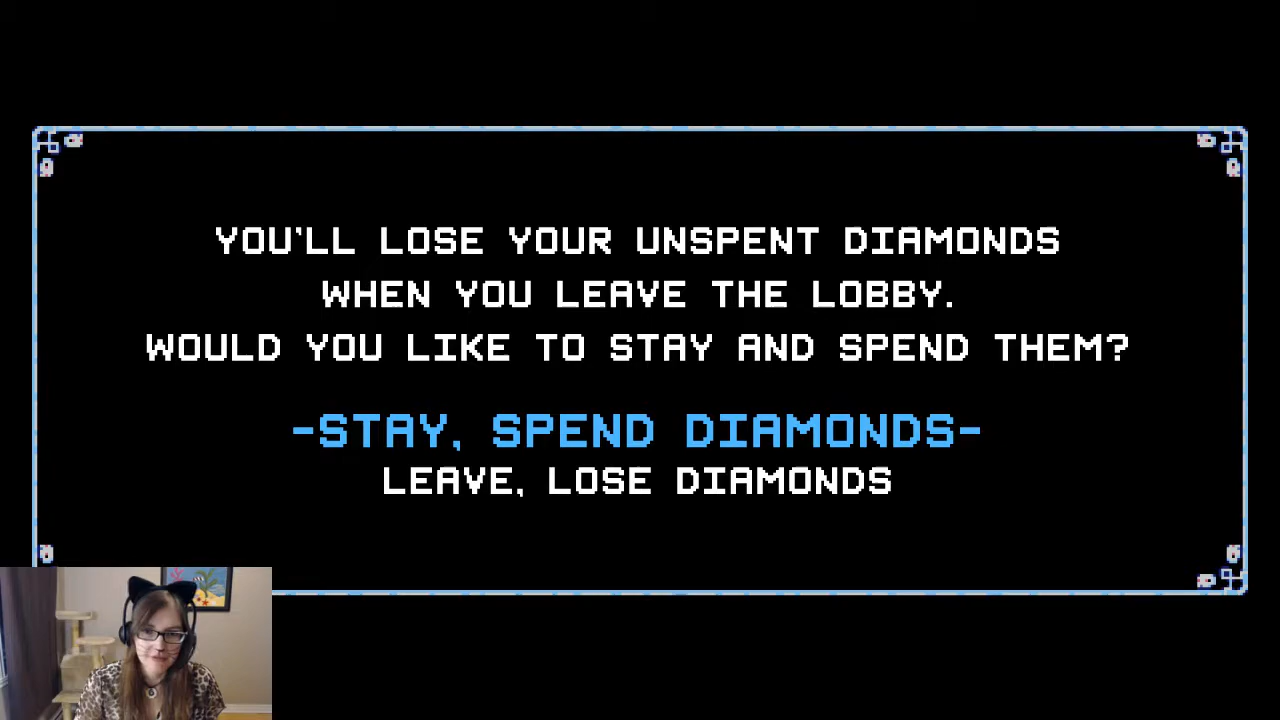 YOU'LL LOSE YOUR UNSPENT DIAMONDS
WHEN YOU LEAVE THE LOBBY.
WOULD YOU LIKE TO STAY AND SPEND THEM?
-STAY, SPEND DIAMONDS-
LEAVE, LOSE DIAMONDS